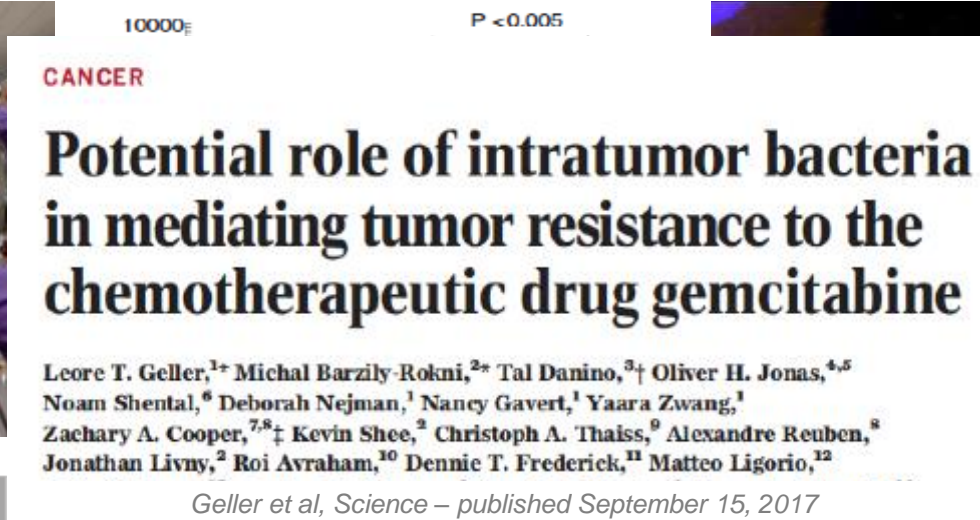 10000
P <0.005
CANCER
Potential role of intratumor bacteria
in mediating tumor resistance to the
chemotherapeutic drug gemcitabine
Leore T. Geller,¹* Michal Barzily-Rokni,²* Tal Danino,³† Oliver H. Jonas,⁴,⁵
Noam Shental,⁶ Deborah Nejman,¹ Nancy Gavert,¹ Yaara Zwang,¹
Zachary A. Cooper,⁷,⁸‡ Kevin Shee,² Christoph A. Thaiss,⁹ Alexandre Reuben,⁸
Jonathan Livny,² Roi Avraham,¹⁰ Dennie T. Frederick,¹¹ Matteo Ligorio,¹²
Geller et al, Science – published September 15, 2017